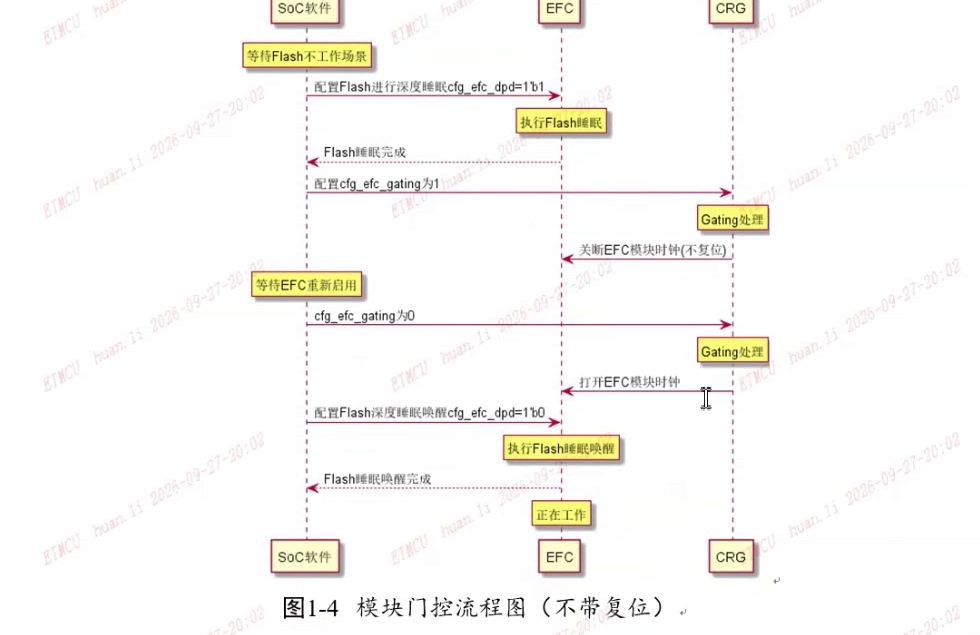 SoC软件 EFC CRG
等待Flash不工作场景
配置Flash进行深度睡眠cfg_efc_dpd=1'b1
执行Flash睡眠
Flash睡眠完成
配置cfg_efc_gating为1
Gating处理
关断EFC模块时钟(不复位)
等待EFC重新启用
cfg_efc_gating为0
Gating处理
打开EFC模块时钟
配置Flash深度睡眠唤醒cfg_efc_dpd=1'b0
执行Flash睡眠唤醒
Flash睡眠唤醒完成
正在工作
SoC软件 EFC CRG
图1-4 模块门控流程图（不带复位）
ETMCU huan.li 2026-09-27-20:02